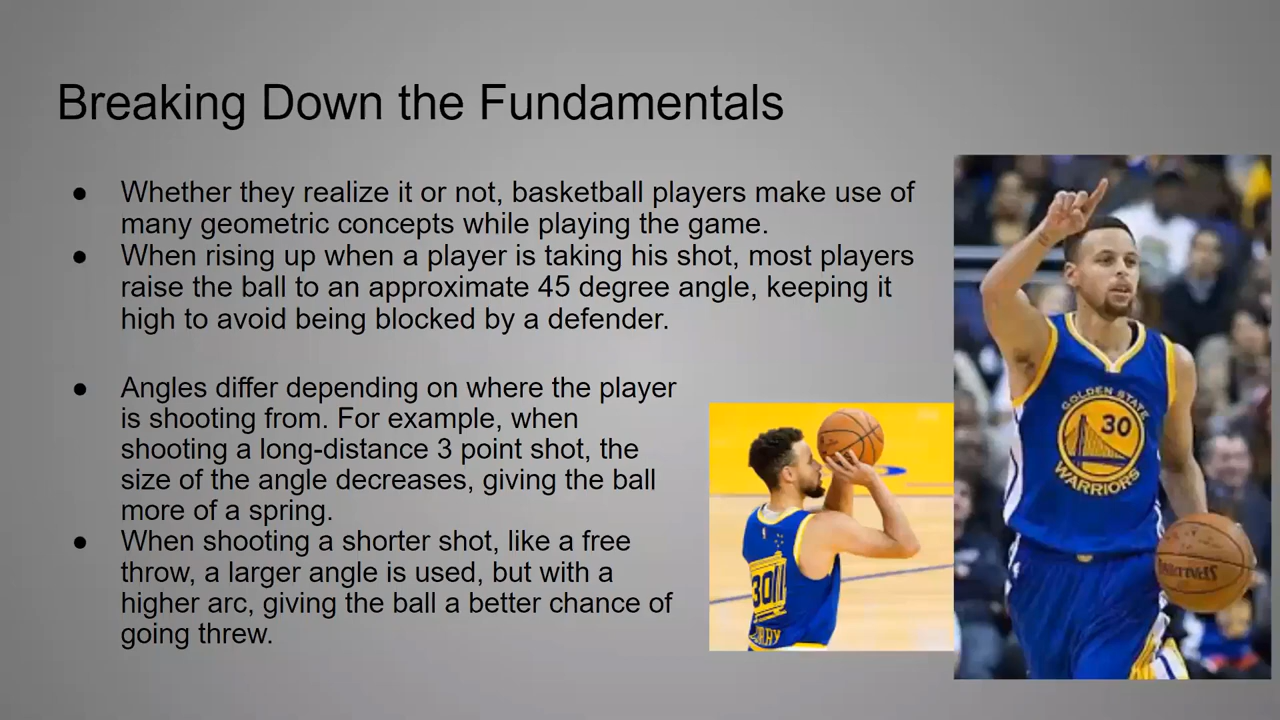 Breaking Down the Fundamentals
● Whether they realize it or not, basketball players make use of
many geometric concepts while playing the game.
● When rising up when a player is taking his shot, most players
raise the ball to an approximate 45 degree angle, keeping it
high to avoid being blocked by a defender.
● Angles differ depending on where the player
is shooting from. For example, when
shooting a long-distance 3 point shot, the
size of the angle decreases, giving the ball
more of a spring.
● When shooting a shorter shot, like a free
throw, a larger angle is used, but with a
higher arc, giving the ball a better chance of
going threw.
30
GOLDEN STATE
30
WARRIORS